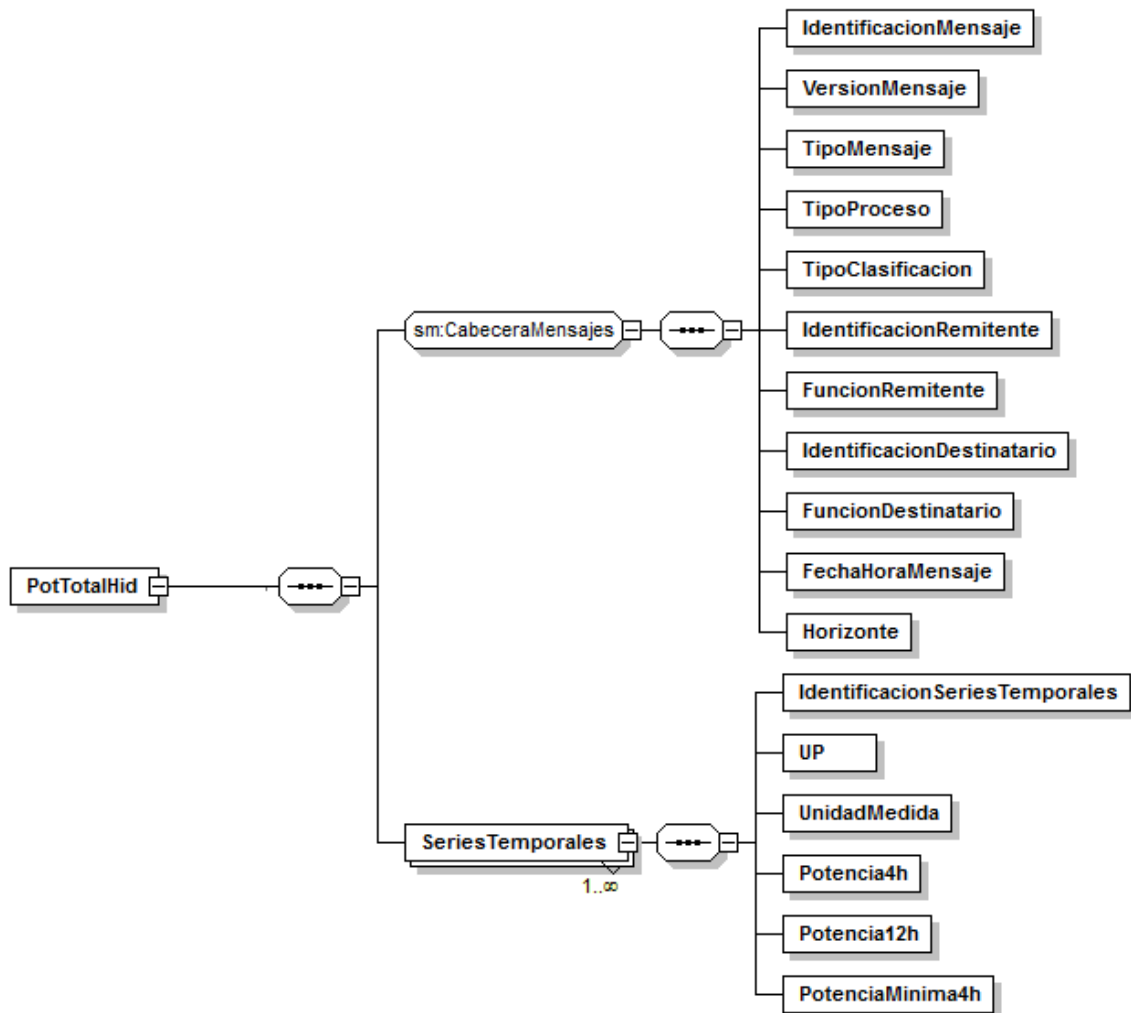 IdentificacionMensaje
VersionMensaje
TipoMensaje
TipoProceso
TipoClasificacion
sm:CabeceraMensajes
IdentificacionRemitente
FuncionRemitente
IdentificacionDestinatario
FuncionDestinatario
FechaHoraMensaje
PotTotalHid
Horizonte
IdentificacionSeriesTemporales
UP
UnidadMedida
SeriesTemporales
1..∞
Potencia4h
Potencia12h
PotenciaMinima4h